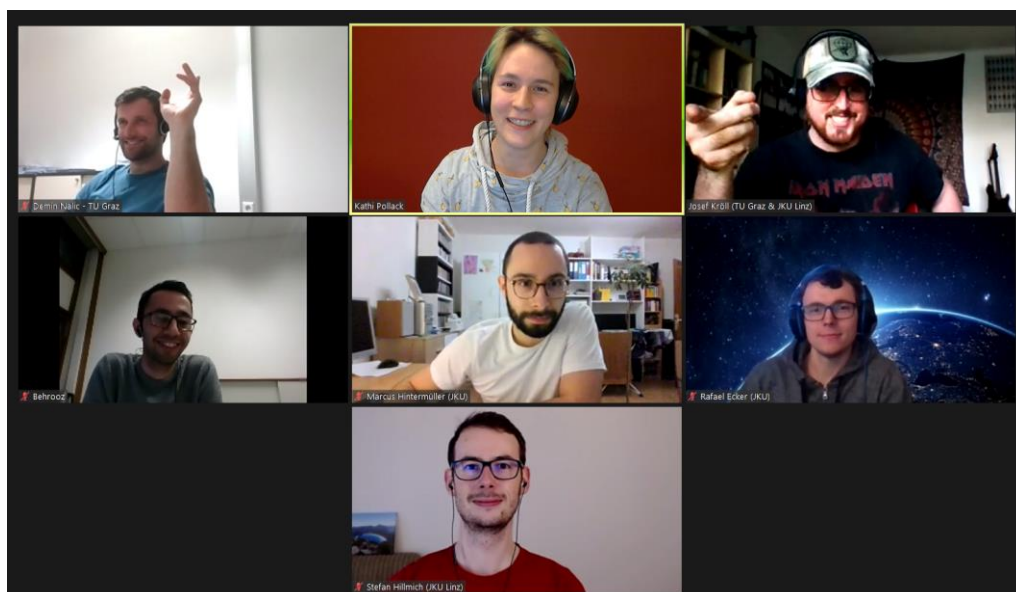 Demin Nalic - TU Graz
Kathi Pollack
Josef Kröll (TU Graz & JKU Linz)
IRON MAIDEN
Behrooz
Marcus Hintermüller (JKU)
Rafael Ecker (JKU)
Stefan Hillmich (JKU Linz)